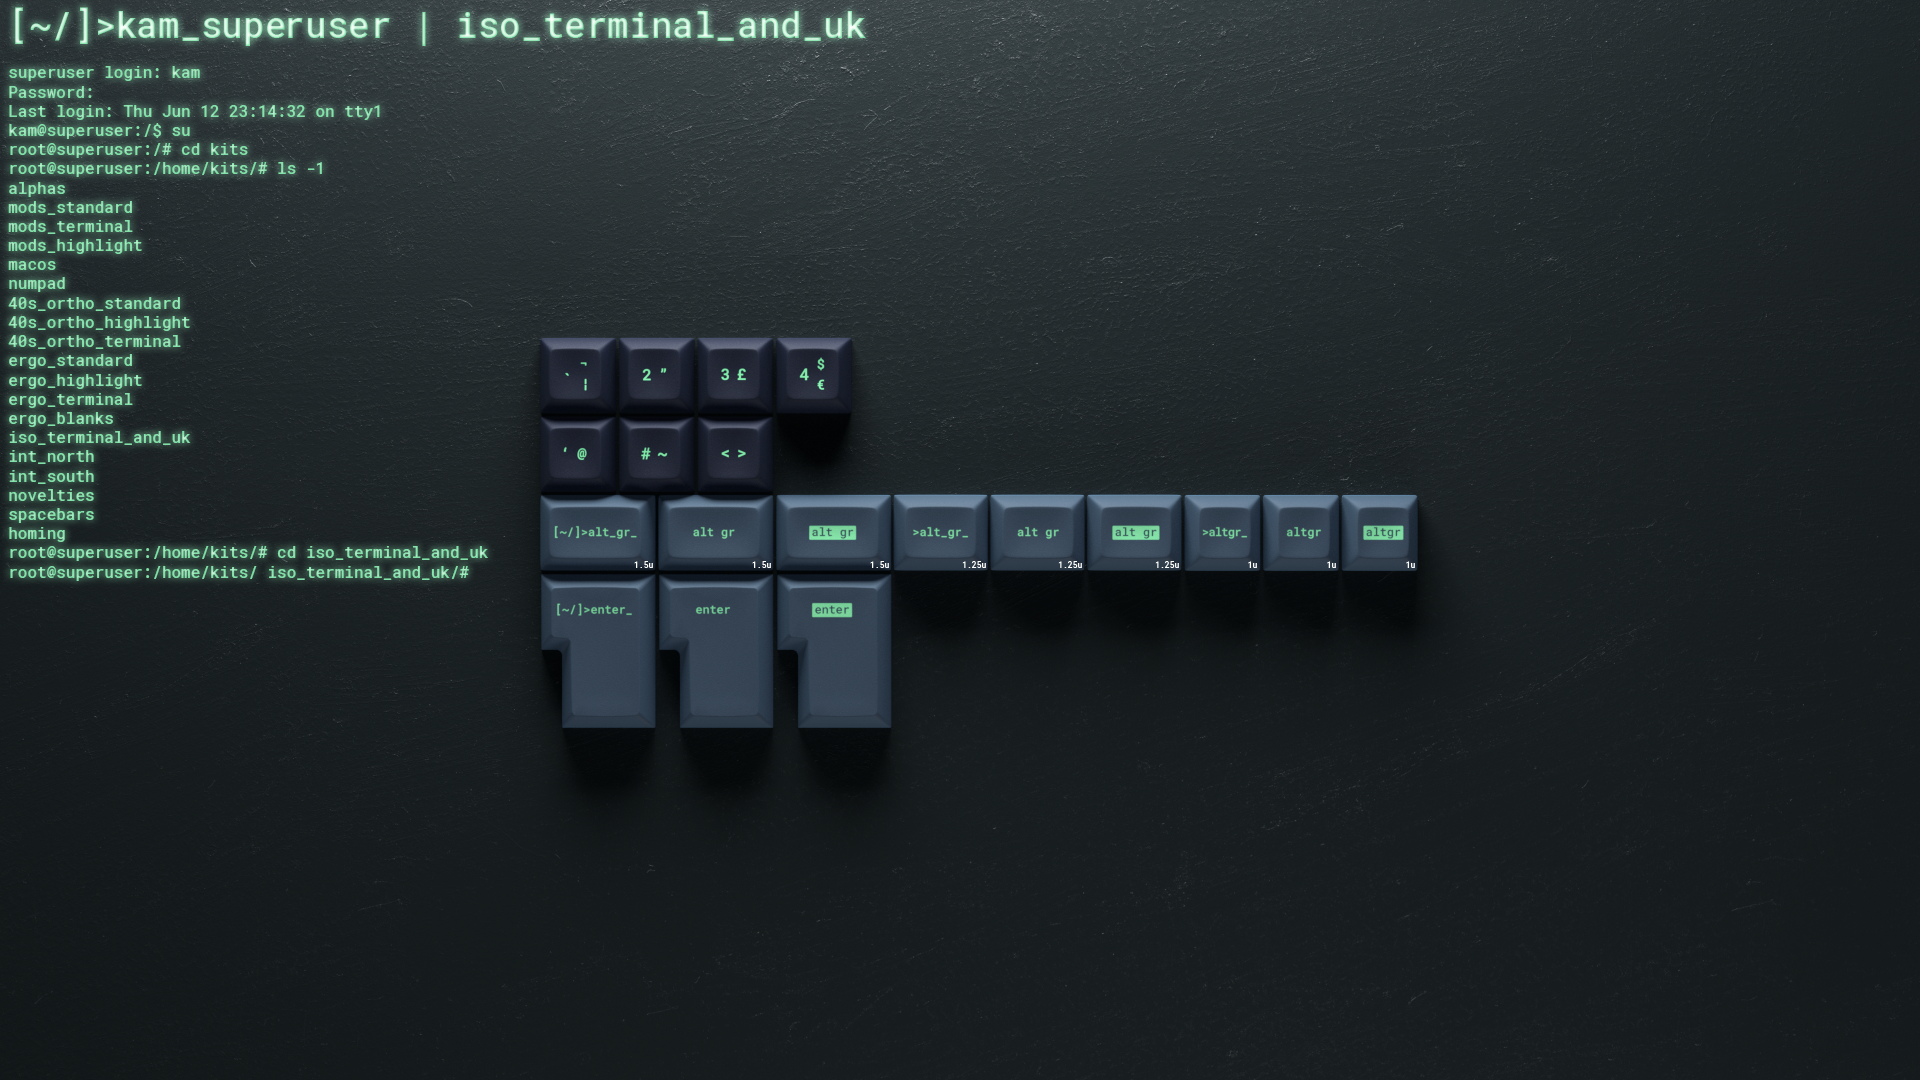 [~/]>kam_superuser | iso_terminal_and_uk
superuser login: kam
Password:
Last login: Thu Jun 12 23:14:32 on tty1
kam@superuser:/$ su
root@superuser:/# cd kits
root@superuser:/home/kits/# ls -1
alphas
mods_standard
mods_terminal
mods_highlight
macos
numpad
40s_ortho_standard
40s_ortho_highlight
40s_ortho_terminal
ergo_standard
ergo_highlight
ergo_terminal
ergo_blanks
iso_terminal_and_uk
int_north
int_south
novelties
spacebars
homing
root@superuser:/home/kits/# cd iso_terminal_and_uk
root@superuser:/home/kits/ iso_terminal_and_uk/#
` ¬ ¦ 2 " 3 £ 4 $ €
' @ # ~ < >
[~/]>alt_gr_ alt gr alt gr >alt_gr_ alt gr alt gr >altgr_ altgr altgr
1.5u 1.5u 1.5u 1.25u 1.25u 1.25u 1u 1u 1u
[~/]>enter_ enter enter